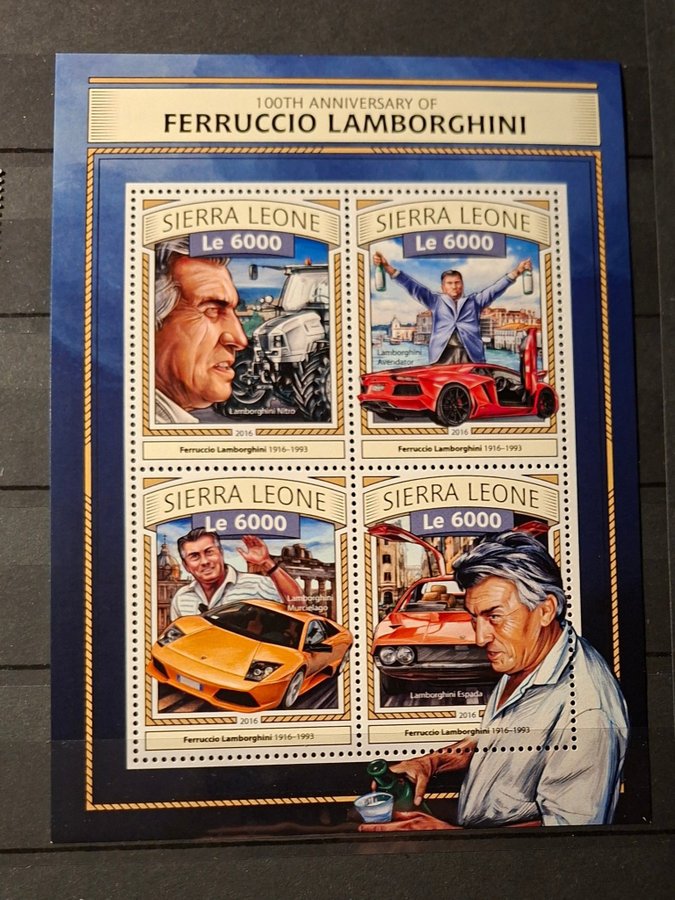 100TH ANNIVERSARY OF
FERRUCCIO LAMBORGHINI
SIERRA LEONE
Le 6000
Lamborghini Nitro
2016
Ferruccio Lamborghini 1916–1993
SIERRA LEONE
Le 6000
Lamborghini
Aventador
2016
Ferruccio Lamborghini 1916–1993
SIERRA LEONE
Le 6000
Lamborghini
Murcielago
2016
Ferruccio Lamborghini 1916–1993
SIERRA LEONE
Le 6000
Lamborghini Espada
2016
Ferruccio Lamborghini 1916–1993